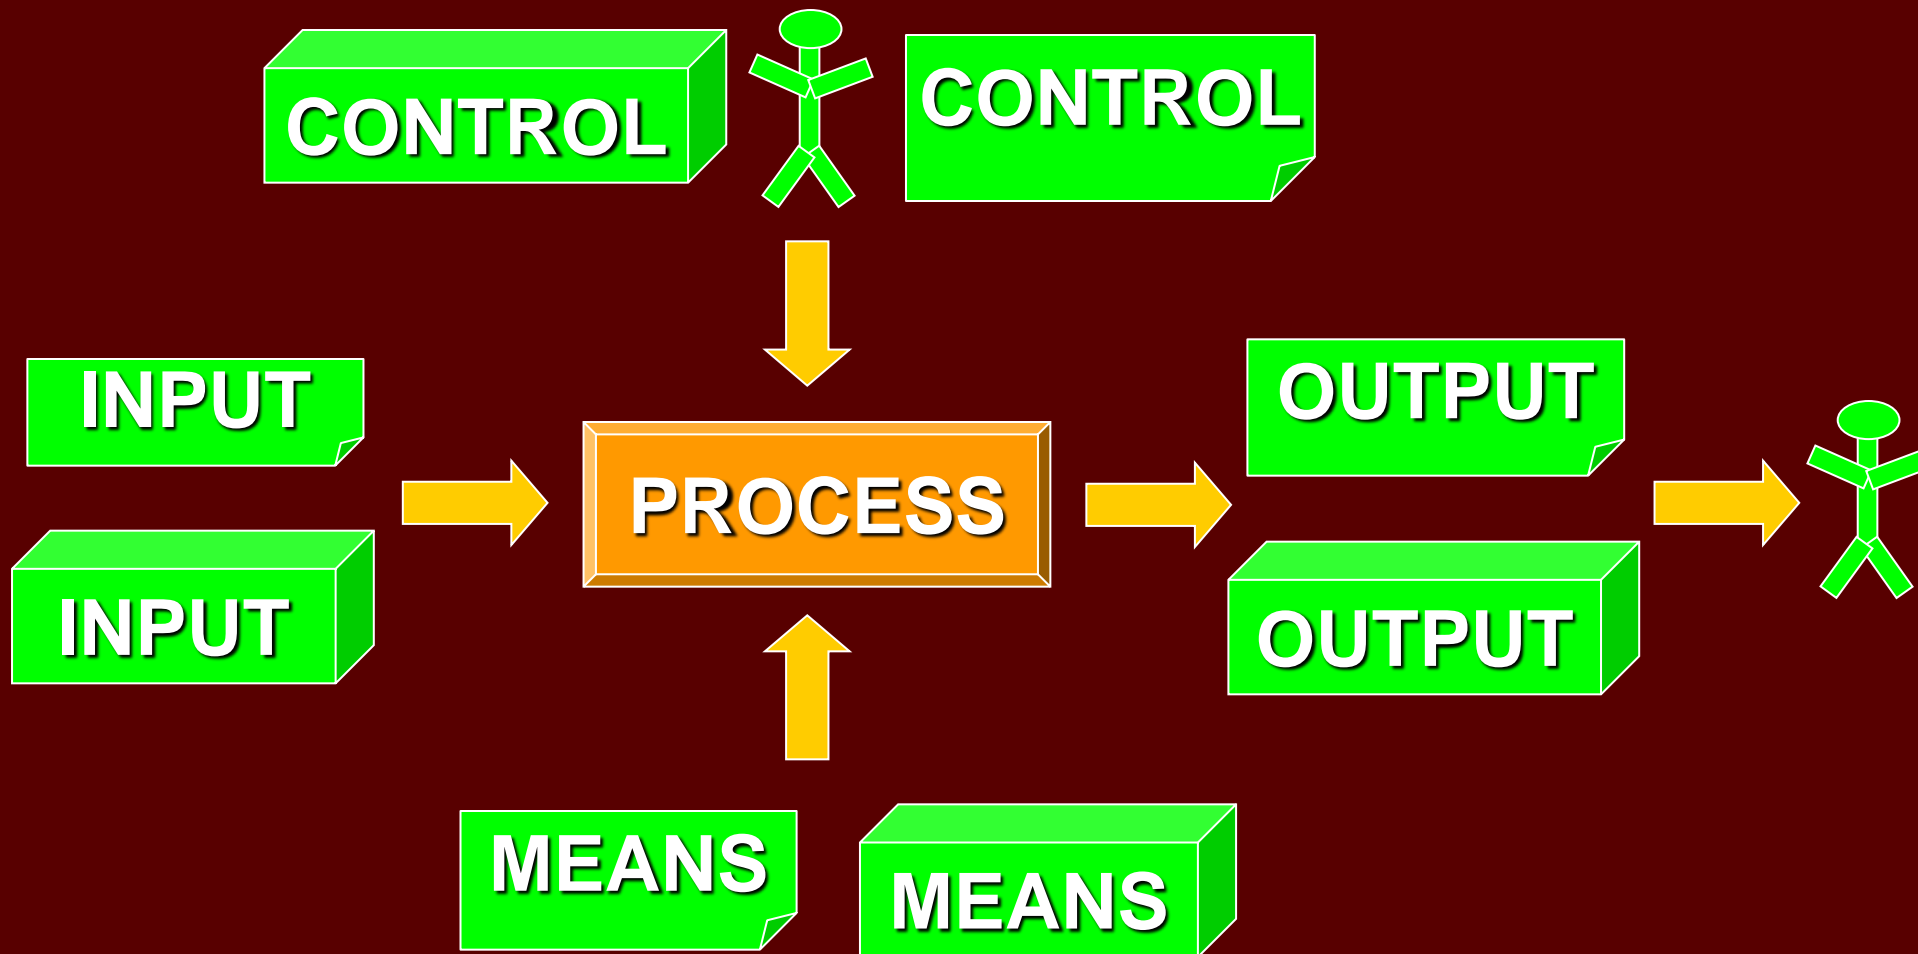 CONTROL
CONTROL
INPUT
INPUT
PROCESS
OUTPUT
OUTPUT
MEANS
MEANS